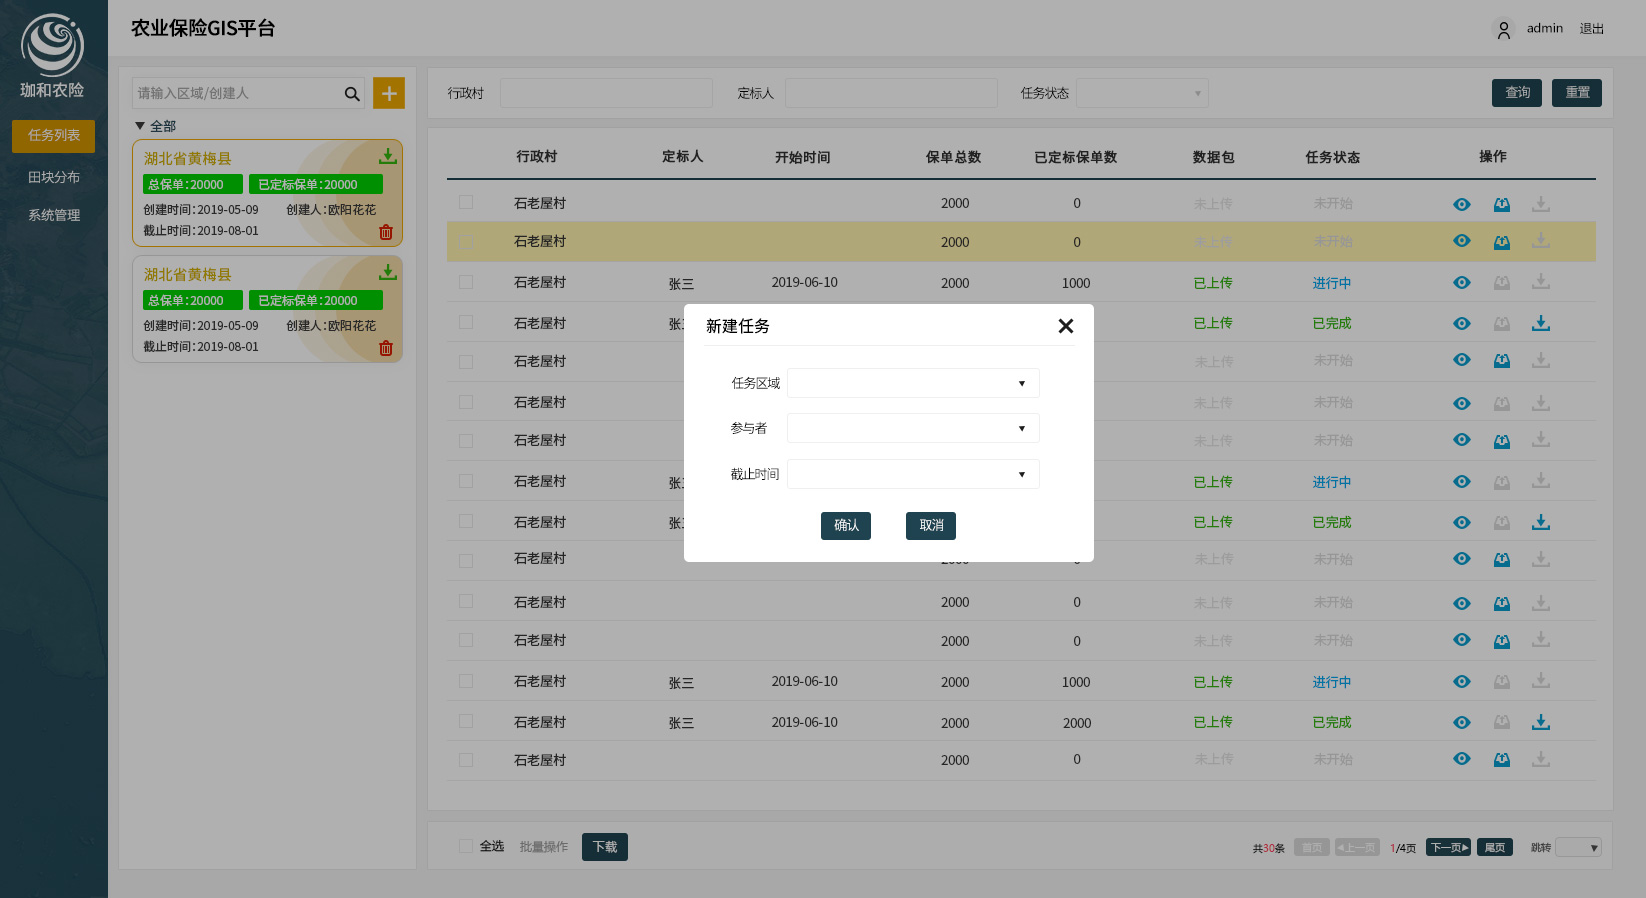 农业保险GIS平台
admin 退出
珈和农险
任务列表
田块分布
系统管理
请输入区域/创建人
全部
湖北省黄梅县
总保单:20000 已定标保单:20000
创建时间:2019-05-09 创建人:欧阳花花
截止时间:2019-08-01
湖北省黄梅县
总保单:20000 已定标保单:20000
创建时间:2019-05-09 创建人:欧阳花花
截止时间:2019-08-01
行政村 定标人 任务状态 查询 重置
行政村 定标人 开始时间 保单总数 已定标保单数 数据包 任务状态 操作
石老屋村 2000 0 未上传 未开始
石老屋村 2000 0 未上传 未开始
石老屋村 张三 2019-06-10 2000 1000 已上传 进行中
石老屋村 张 已上传 已完成
石老屋村 未上传 未开始
石老屋村 未上传 未开始
石老屋村 未上传 未开始
石老屋村 张 已上传 进行中
石老屋村 张 已上传 已完成
石老屋村 未上传 未开始
石老屋村 2000 0 未上传 未开始
石老屋村 2000 0 未上传 未开始
石老屋村 张三 2019-06-10 2000 1000 已上传 进行中
石老屋村 张三 2019-06-10 2000 2000 已上传 已完成
石老屋村 2000 0 未上传 未开始
新建任务
任务区域
参与者
截止时间
确认 取消
全选 批量操作 下载
共30条 首页 上一页 1/4页 下一页 尾页 跳转